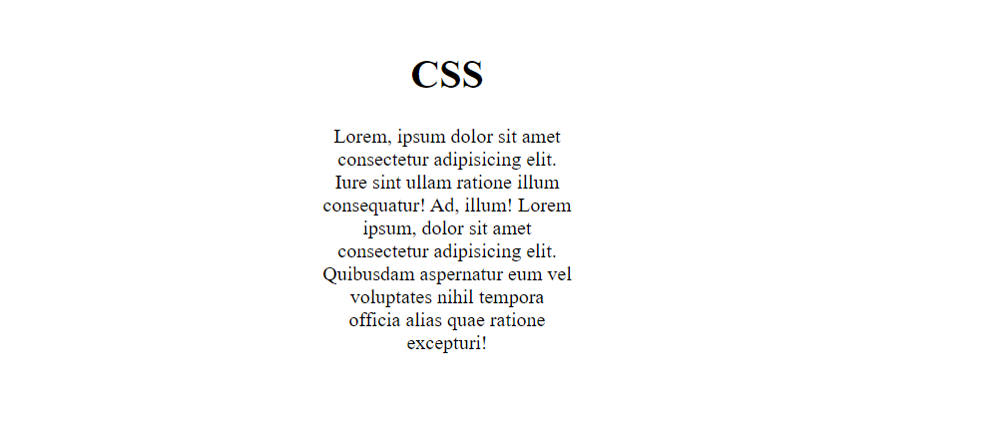 CSS
Lorem, ipsum dolor sit amet
consectetur adipisicing elit.
Iure sint ullam ratione illum
consequatur! Ad, illum! Lorem
ipsum, dolor sit amet
consectetur adipisicing elit.
Quibusdam aspernatur eum vel
voluptates nihil tempora
officia alias quae ratione
excepturi!